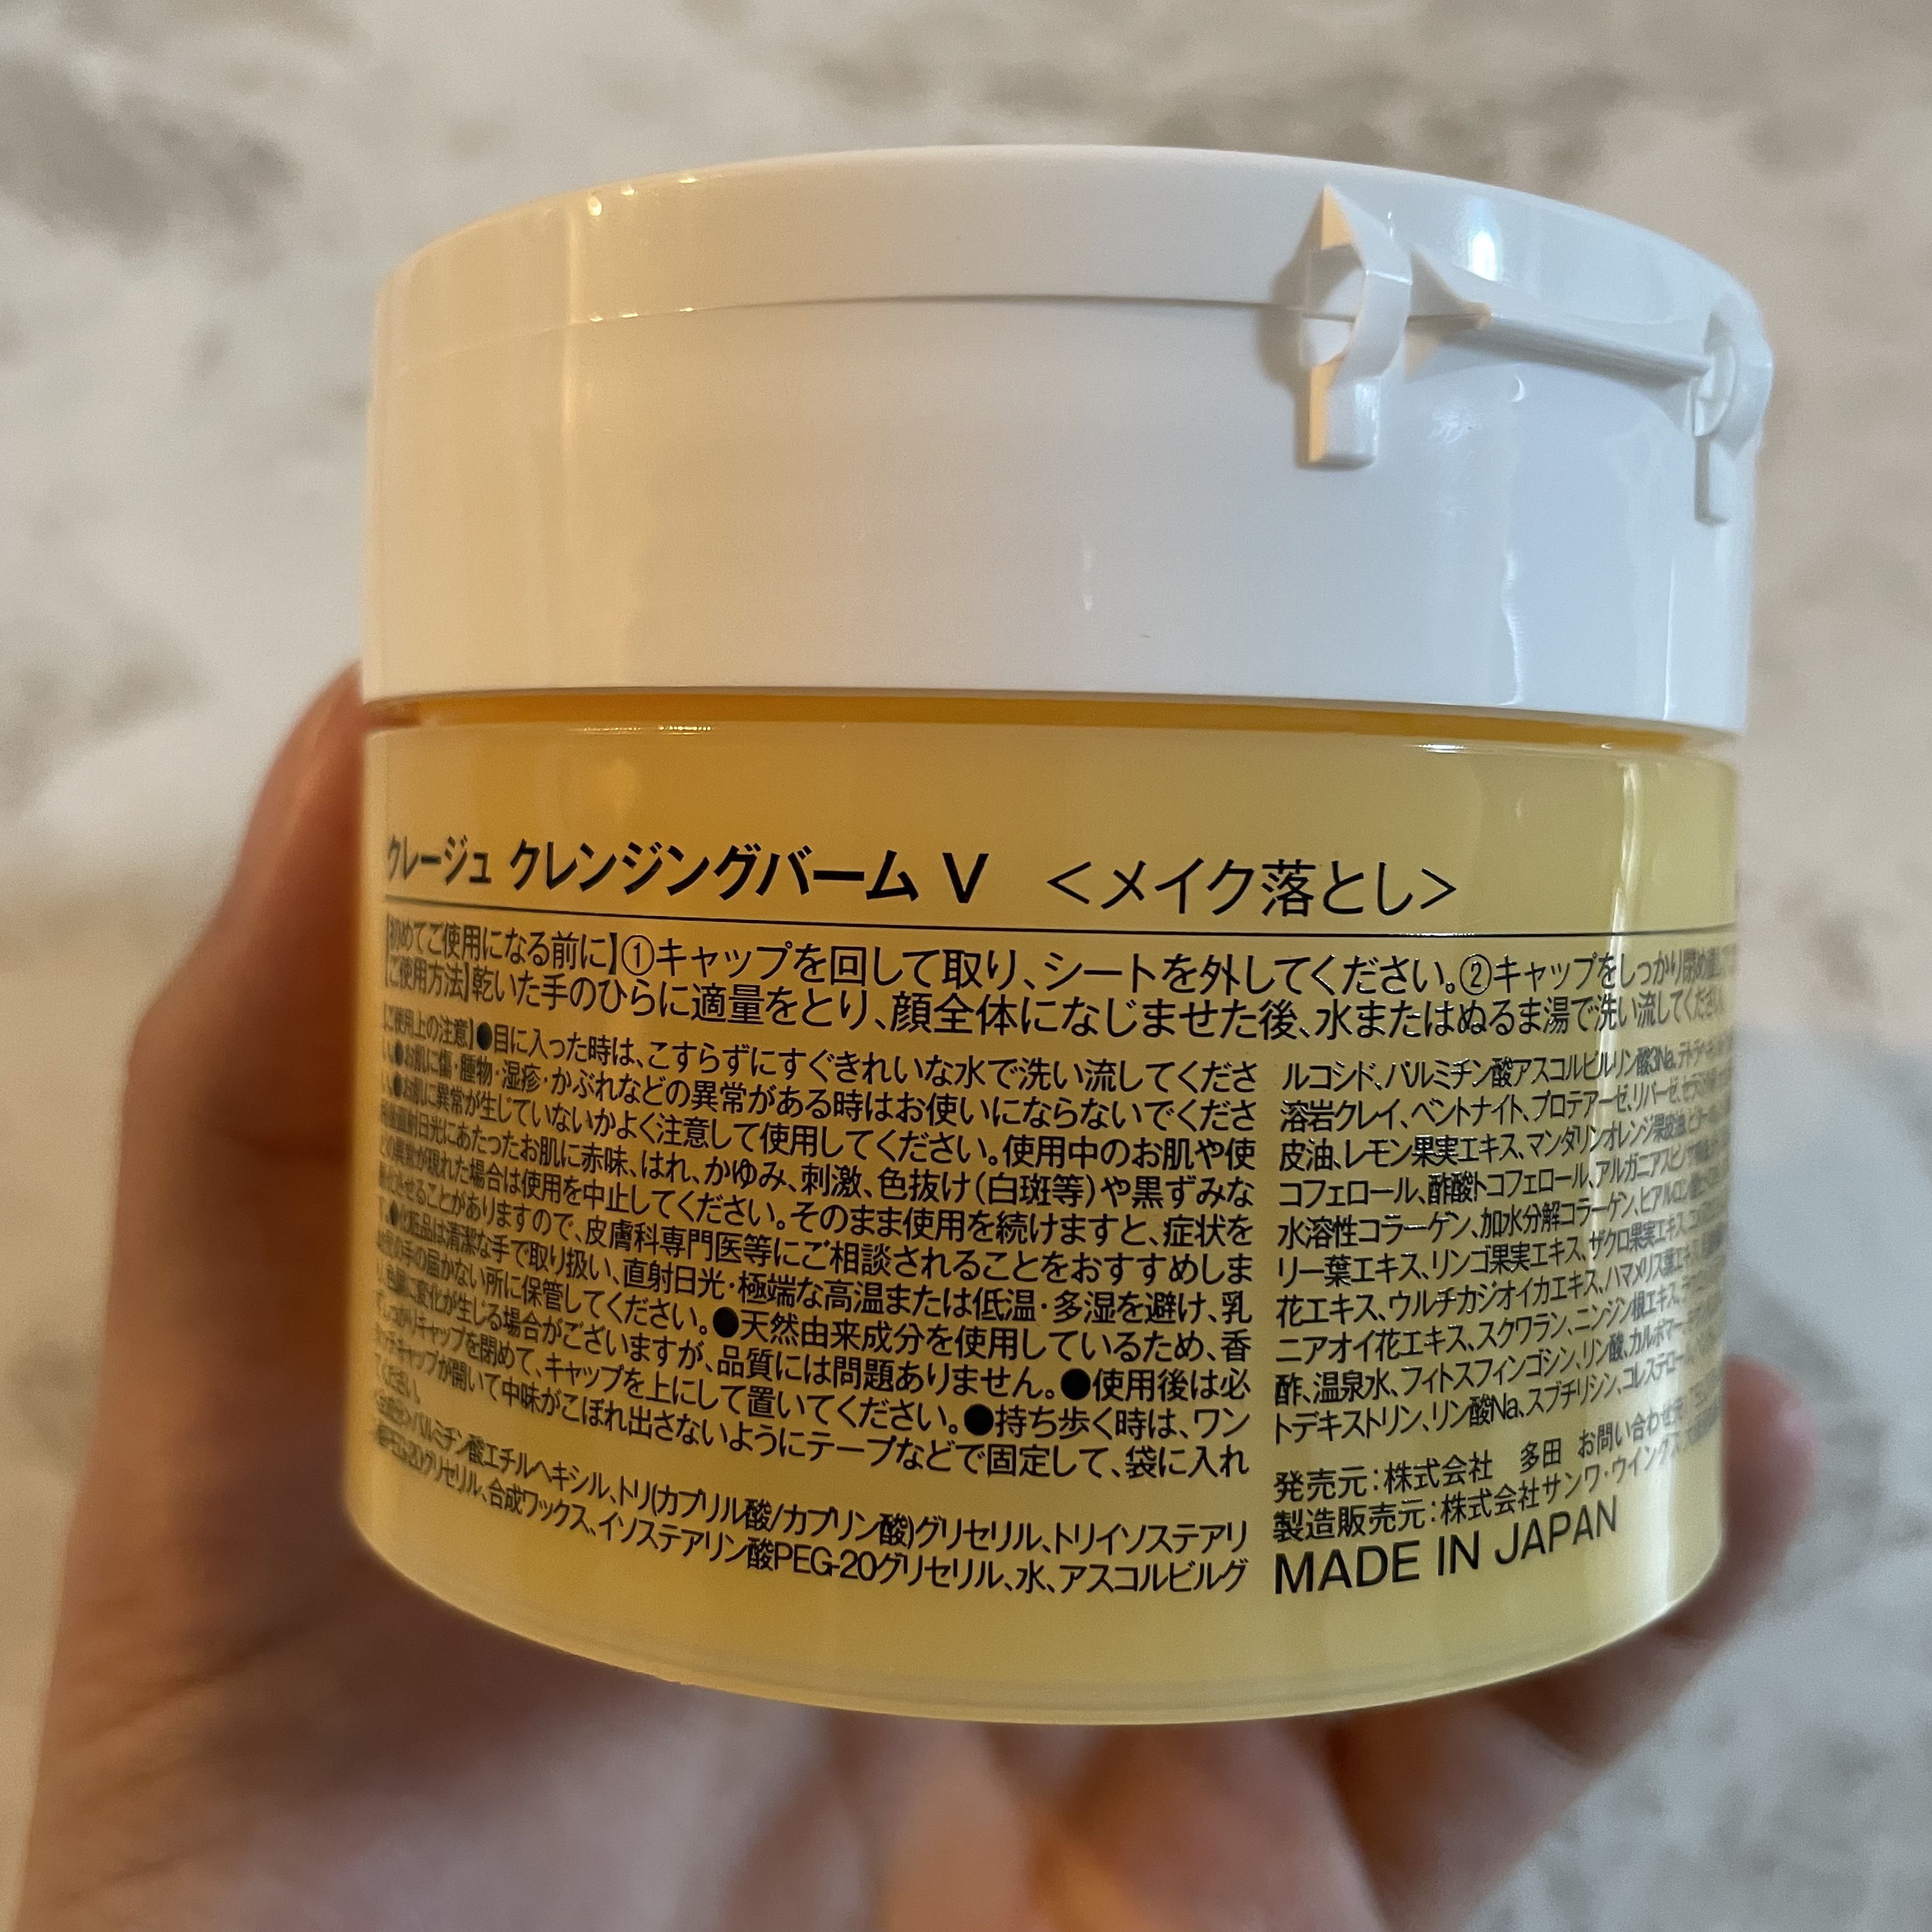 クレージュ クレンジングバーム V <メイク落とし>
【初めてご使用になる前に】①キャップを回して取り、シートを外してください。②キャップをしっかり閉め
【ご使用方法】乾いた手のひらに適量をとり、顔全体になじませた後、水またはぬるま湯で洗い流してください。
【ご使用上の注意】●目に入った時は、こすらずにすぐきれいな水で洗い流してくださ
い。●お肌に傷・腫物・湿疹・かぶれなどの異常がある時はお使いにならないでくださ
い。●お肌に異常が生じていないかよく注意して使用してください。使用中のお肌や使
直射日光にあたったお肌に赤味、はれ、かゆみ、刺激、色抜け(白斑等)や黒ずみな
どの異常が現れた場合は使用を中止してください。そのまま使用を続けますと、症状を
させることがありますので、皮膚科専門医等にご相談されることをおすすめしま
す。●化粧品は清潔な手で取り扱い、直射日光・極端な高温または低温・多湿を避け、乳
の手の届かない所に保管してください。●天然由来成分を使用しているため、香
変化が生じる場合がございますが、品質には問題ありません。●使用後は必
キャップを閉めて、キャップを上にして置いてください。●持ち歩く時は、ワン
キャップが開いて中味がこぼれ出さないようにテープなどで固定して、袋に入れ
てください。
パルミチン酸エチルヘキシル、トリ(カプリル酸/カプリン酸)グリセリル、トリイソステアリ
PEG-20グリセリル、合成ワックス、イソステアリン酸PEG-20グリセリル、水、アスコルビルグ
ルコシド、パルミチン酸アスコルビルリン酸3Na、
溶岩クレイ、ベントナイト、プロテアーゼ、リパーゼ、
皮油、レモン果実エキス、マンダリンオレンジ果皮油、
コフェロール、酢酸トコフェロール、
水溶性コラーゲン、加水分解コラーゲン、
リー葉エキス、リンゴ果実エキス、ザクロ果実エキス、
花エキス、ウルチカジオイカエキス、ハマメリス葉エキス、
ニアオイ花エキス、スクワラン、ニンジン根エキス、
酢、温泉水、フィトスフィンゴシン、リン酸、カルボマー、
トデキストリン、リン酸Na、スブチリシン、コレステロール
発売元:株式会社 多田 お問い合わせ
製造販売元:株式会社サンワ・ウイングス
MADE IN JAPAN